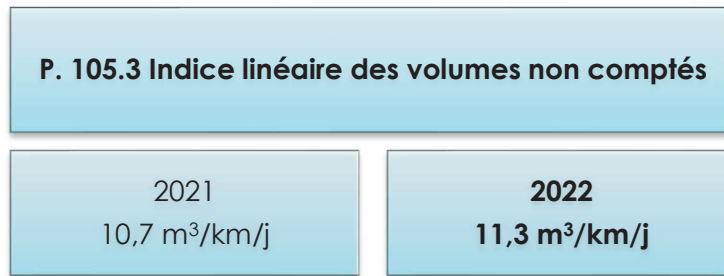 P. 105.3 Indice linéaire des volumes non comptés
2021
10,7 m³/km/j
2022
11,3 m³/km/j